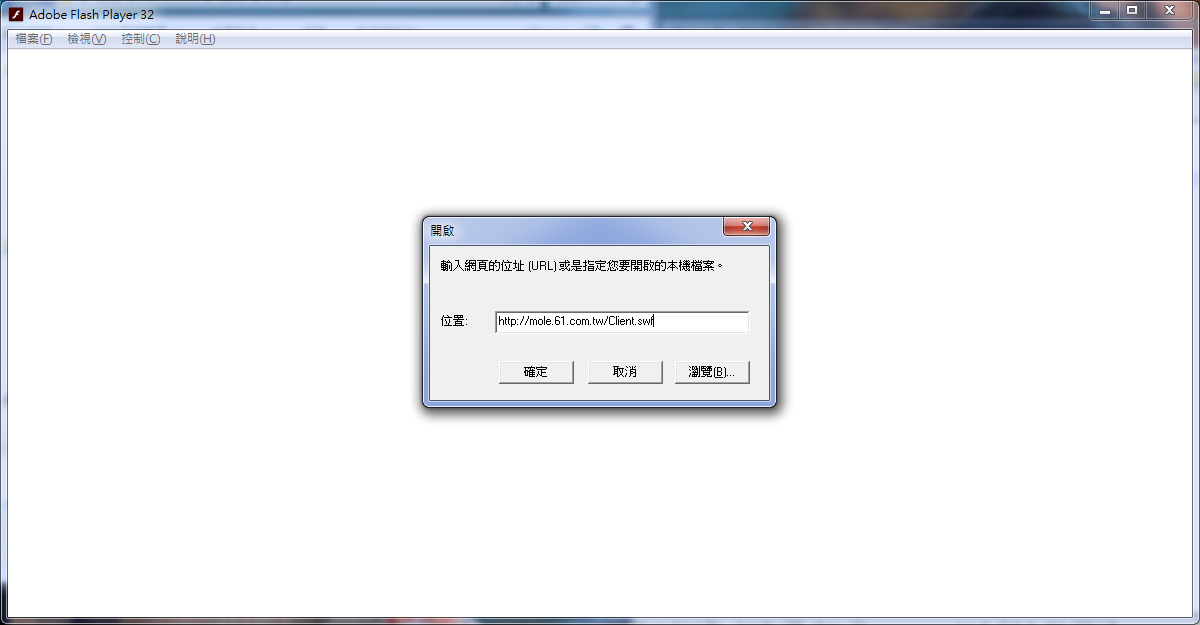 Adobe Flash Player 32
檔案(F) 檢視(V) 控制(C) 說明(H)
開啟
輸入網頁的位址 (URL) 或是指定您要開啟的本機檔案。
位置: http://mole.61.com.tw/Client.swf
確定 取消 瀏覽(B)...